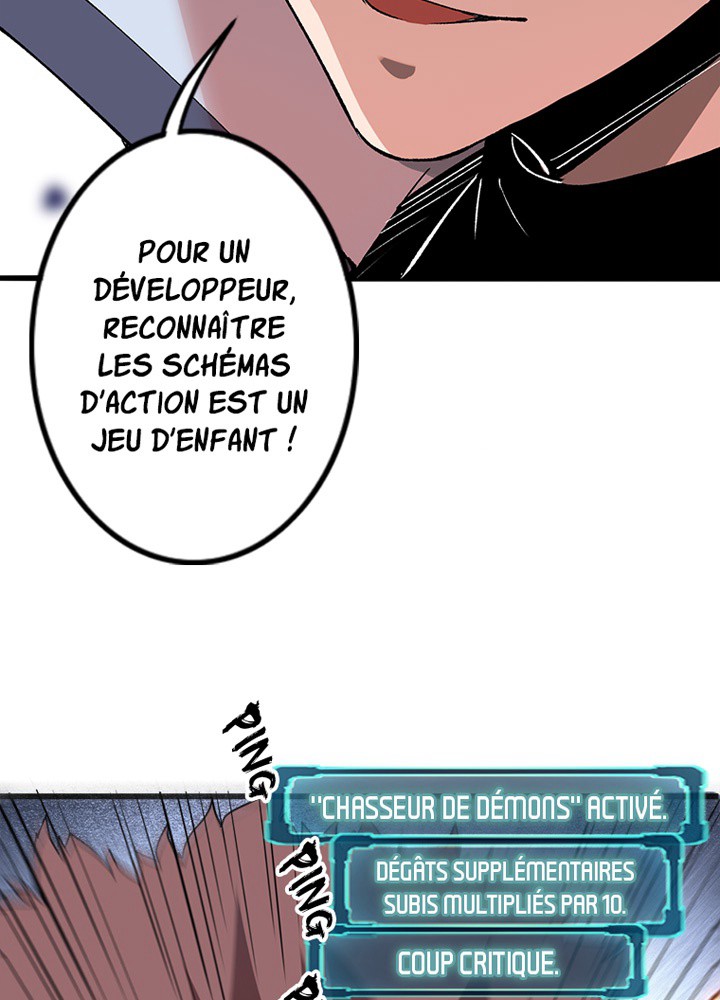 POUR UN
DÉVELOPPEUR,
RECONNAÎTRE
LES SCHÉMAS
D'ACTION EST UN
JEU D'ENFANT !
PING
"CHASSEUR DE DÉMONS" ACTIVÉ.
PING
DÉGÂTS SUPPLÉMENTAIRES
SUBIS MULTIPLIÉS PAR 10.
COUP CRITIQUE.
PING